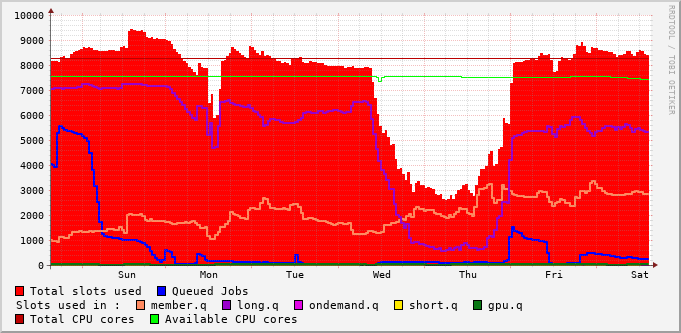 10000
9000
8000
7000
6000
5000
4000
3000
2000
1000
0
Sun Mon Tue Wed Thu Fri Sat
RRDTOOL / TOBI OETIKER
Total slots used Queued Jobs
Slots used in : member.q long.q ondemand.q short.q gpu.q
Total CPU cores Available CPU cores